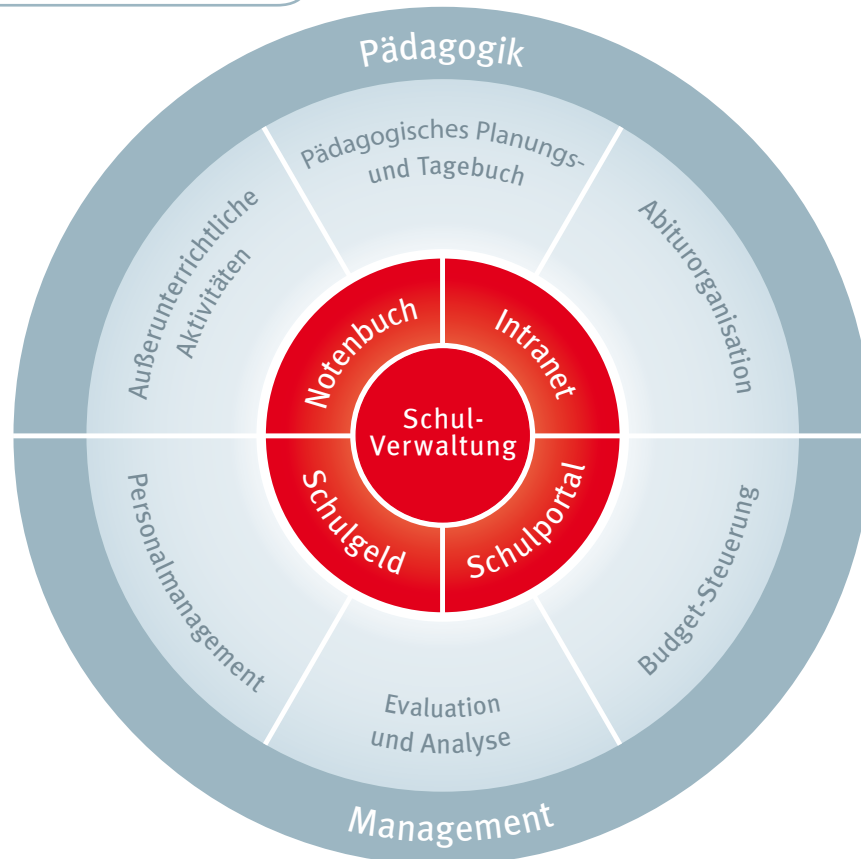 Pädagogik
Pädagogisches Planungs-
und Tagebuch
Außerunterrichtliche
Aktivitäten
Abiturorganisation
Notenbuch
Intranet
Schul-
Verwaltung
Schulgeld
Schulportal
Personalmanagement
Budget-Steuerung
Evaluation
und Analyse
Management